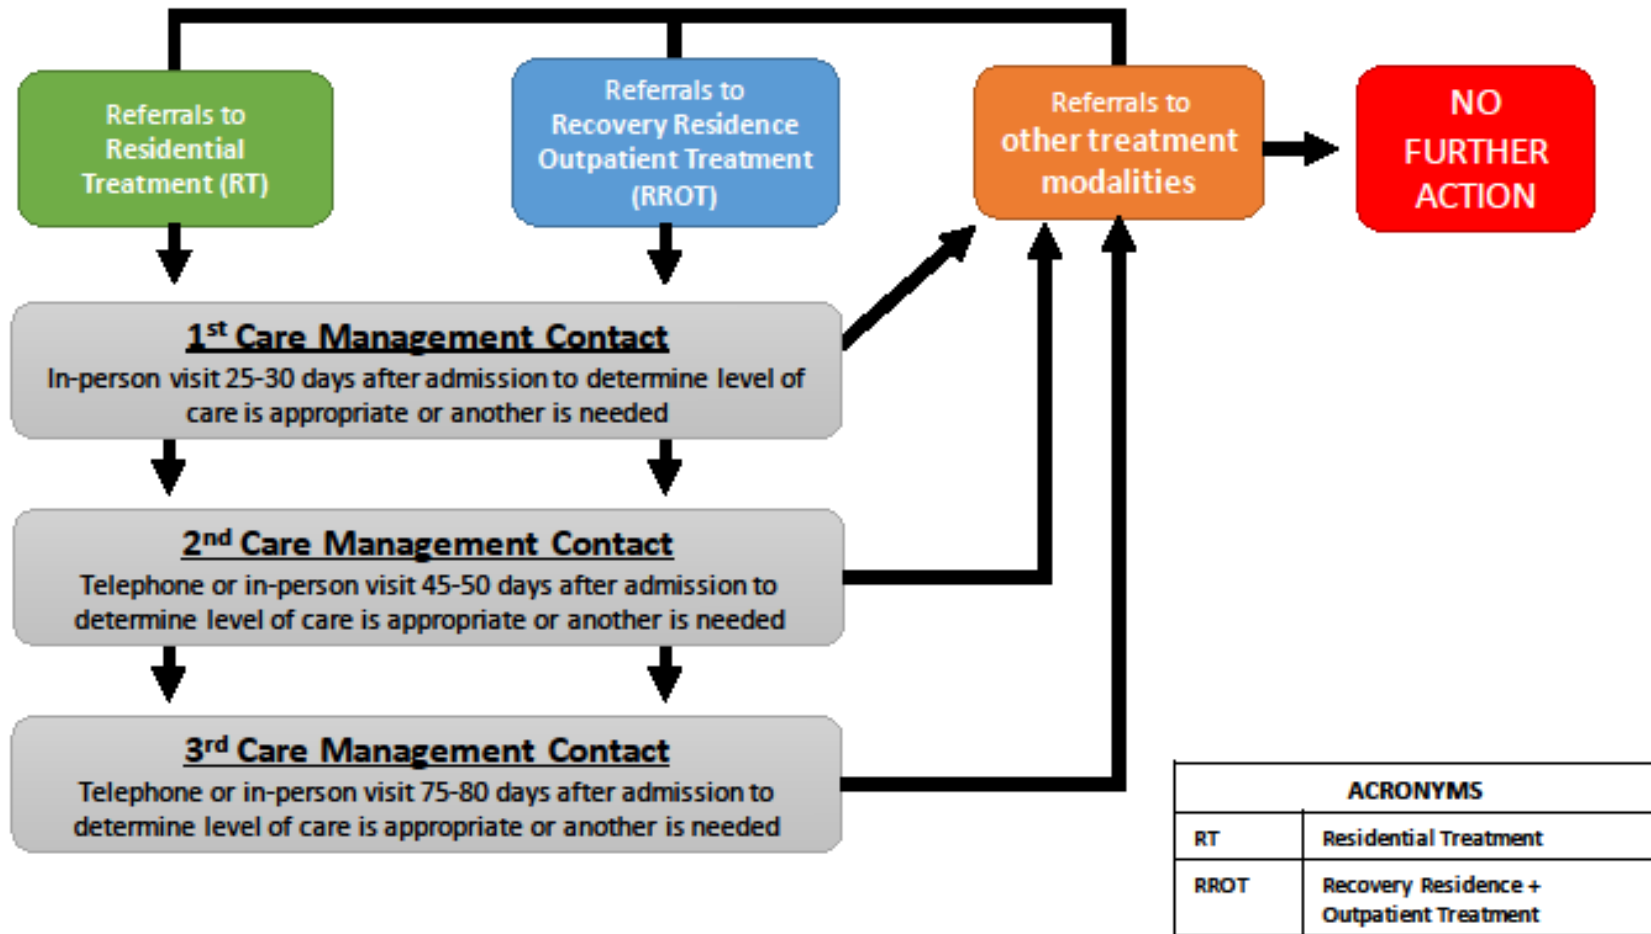 Referrals to
Residential
Treatment (RT)
Referrals to
Recovery Residence
Outpatient Treatment
(RROT)
Referrals to
other treatment
modalities
NO
FURTHER
ACTION
1st Care Management Contact
In-person visit 25-30 days after admission to determine level of
care is appropriate or another is needed
2nd Care Management Contact
Telephone or in-person visit 45-50 days after admission to
determine level of care is appropriate or another is needed
3rd Care Management Contact
Telephone or in-person visit 75-80 days after admission to
determine level of care is appropriate or another is needed
ACRONYMS
RT Residential Treatment
RROT Recovery Residence +
Outpatient Treatment